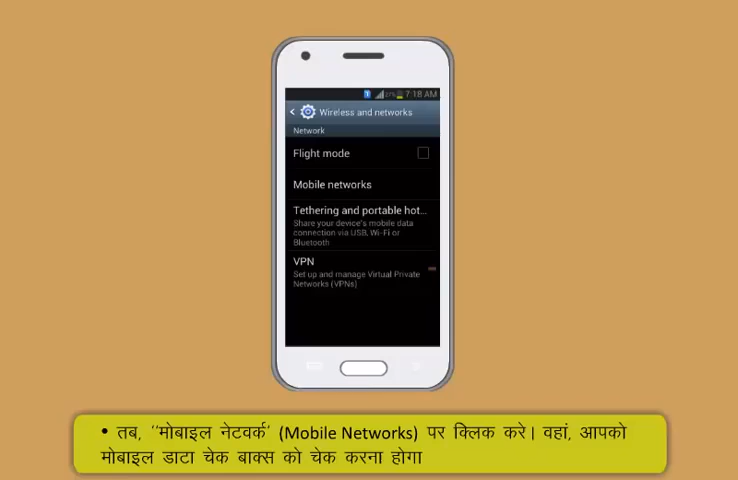 7:18 AM
Wireless and networks
Network
Flight mode
Mobile networks
Tethering and portable hot...
Share your device's mobile data
connection via USB, Wi-Fi or
Bluetooth
VPN
Set up and manage Virtual Private
Networks (VPNs)
• तब, ‘‘मोबाइल नेटवर्क’ (Mobile Networks) पर क्लिक करे। वहां, आपको
मोबाइल डाटा चेक बाक्स को चेक करना होगा